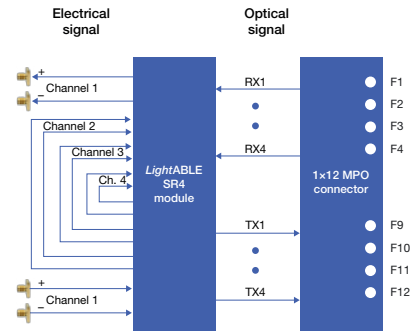 Electrical
signal
Optical
signal
+
Channel 1
–
Channel 2
Channel 3
Ch. 4
+
Channel 1
–
LightABLE
SR4
module
RX1
RX4
TX1
TX4
1×12 MPO
connector
F1
F2
F3
F4
F9
F10
F11
F12